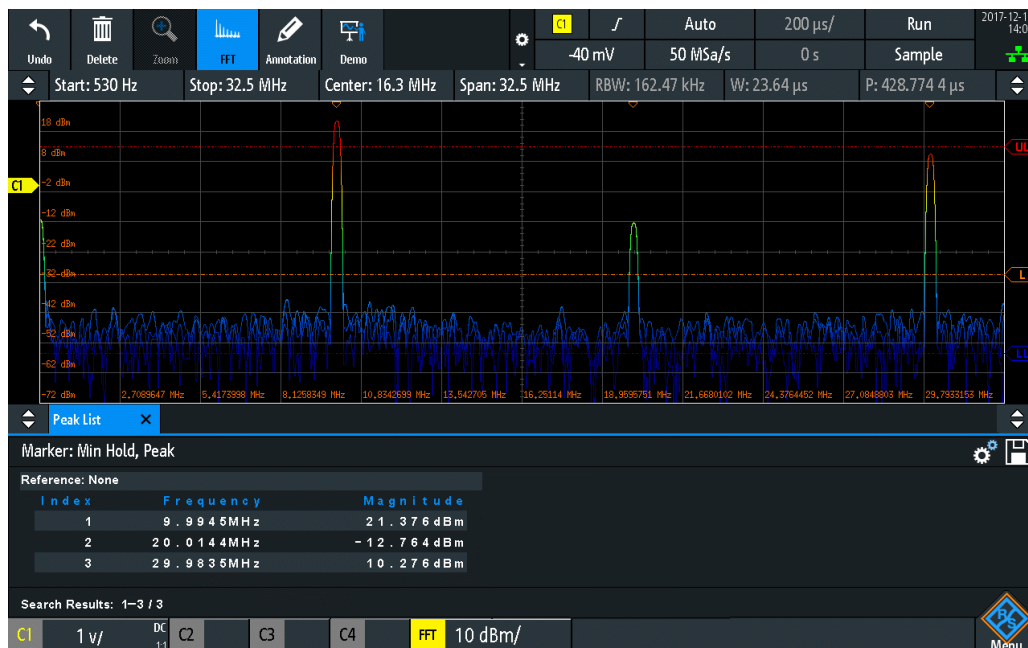 C1 Auto 200 µs/ Run 2017-12-1
14:0
Undo Delete Zoom FFT Annotation Demo -40 mV 50 MSa/s 0 s Sample
Start: 530 Hz Stop: 32.5 MHz Center: 16.3 MHz Span: 32.5 MHz RBW: 162.47 kHz W: 23.64 µs P: 428.774 4 µs
18 dBm
UL
8 dBm
C1 -2 dBm
-12 dBm
-22 dBm
-32 dBm L
-42 dBm
-52 dBm
LL
-62 dBm
-72 dBm 2,7089647 MHz 5,4173998 MHz 8,1258349 MHz 10,8342699 MHz 13,542705 MHz 16,25114 MHz 18,9595751 MHz 21,6680102 MHz 24,3764452 MHz 27,0848803 MHz 29,7933153 MHz
Peak List ×
Marker: Min Hold, Peak
Reference: None
Index Frequency Magnitude
1 9.9945MHz 21.376dBm
2 20.0144MHz -12.764dBm
3 29.9835MHz 10.276dBm
Search Results: 1-3 / 3
C1 1 V/ DC 1:1 C2 C3 C4 FFT 10 dBm/ R&S
Menu